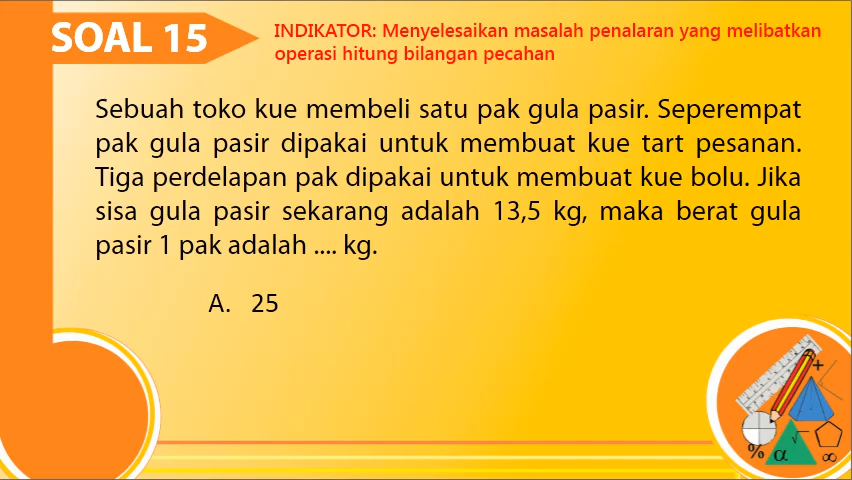 SOAL 15
INDIKATOR: Menyelesaikan masalah penalaran yang melibatkan
operasi hitung bilangan pecahan
Sebuah toko kue membeli satu pak gula pasir. Seperempat
pak gula pasir dipakai untuk membuat kue tart pesanan.
Tiga perdelapan pak dipakai untuk membuat kue bolu. Jika
sisa gula pasir sekarang adalah 13,5 kg, maka berat gula
pasir 1 pak adalah .... kg.
A. 25
+
% α √ ∞